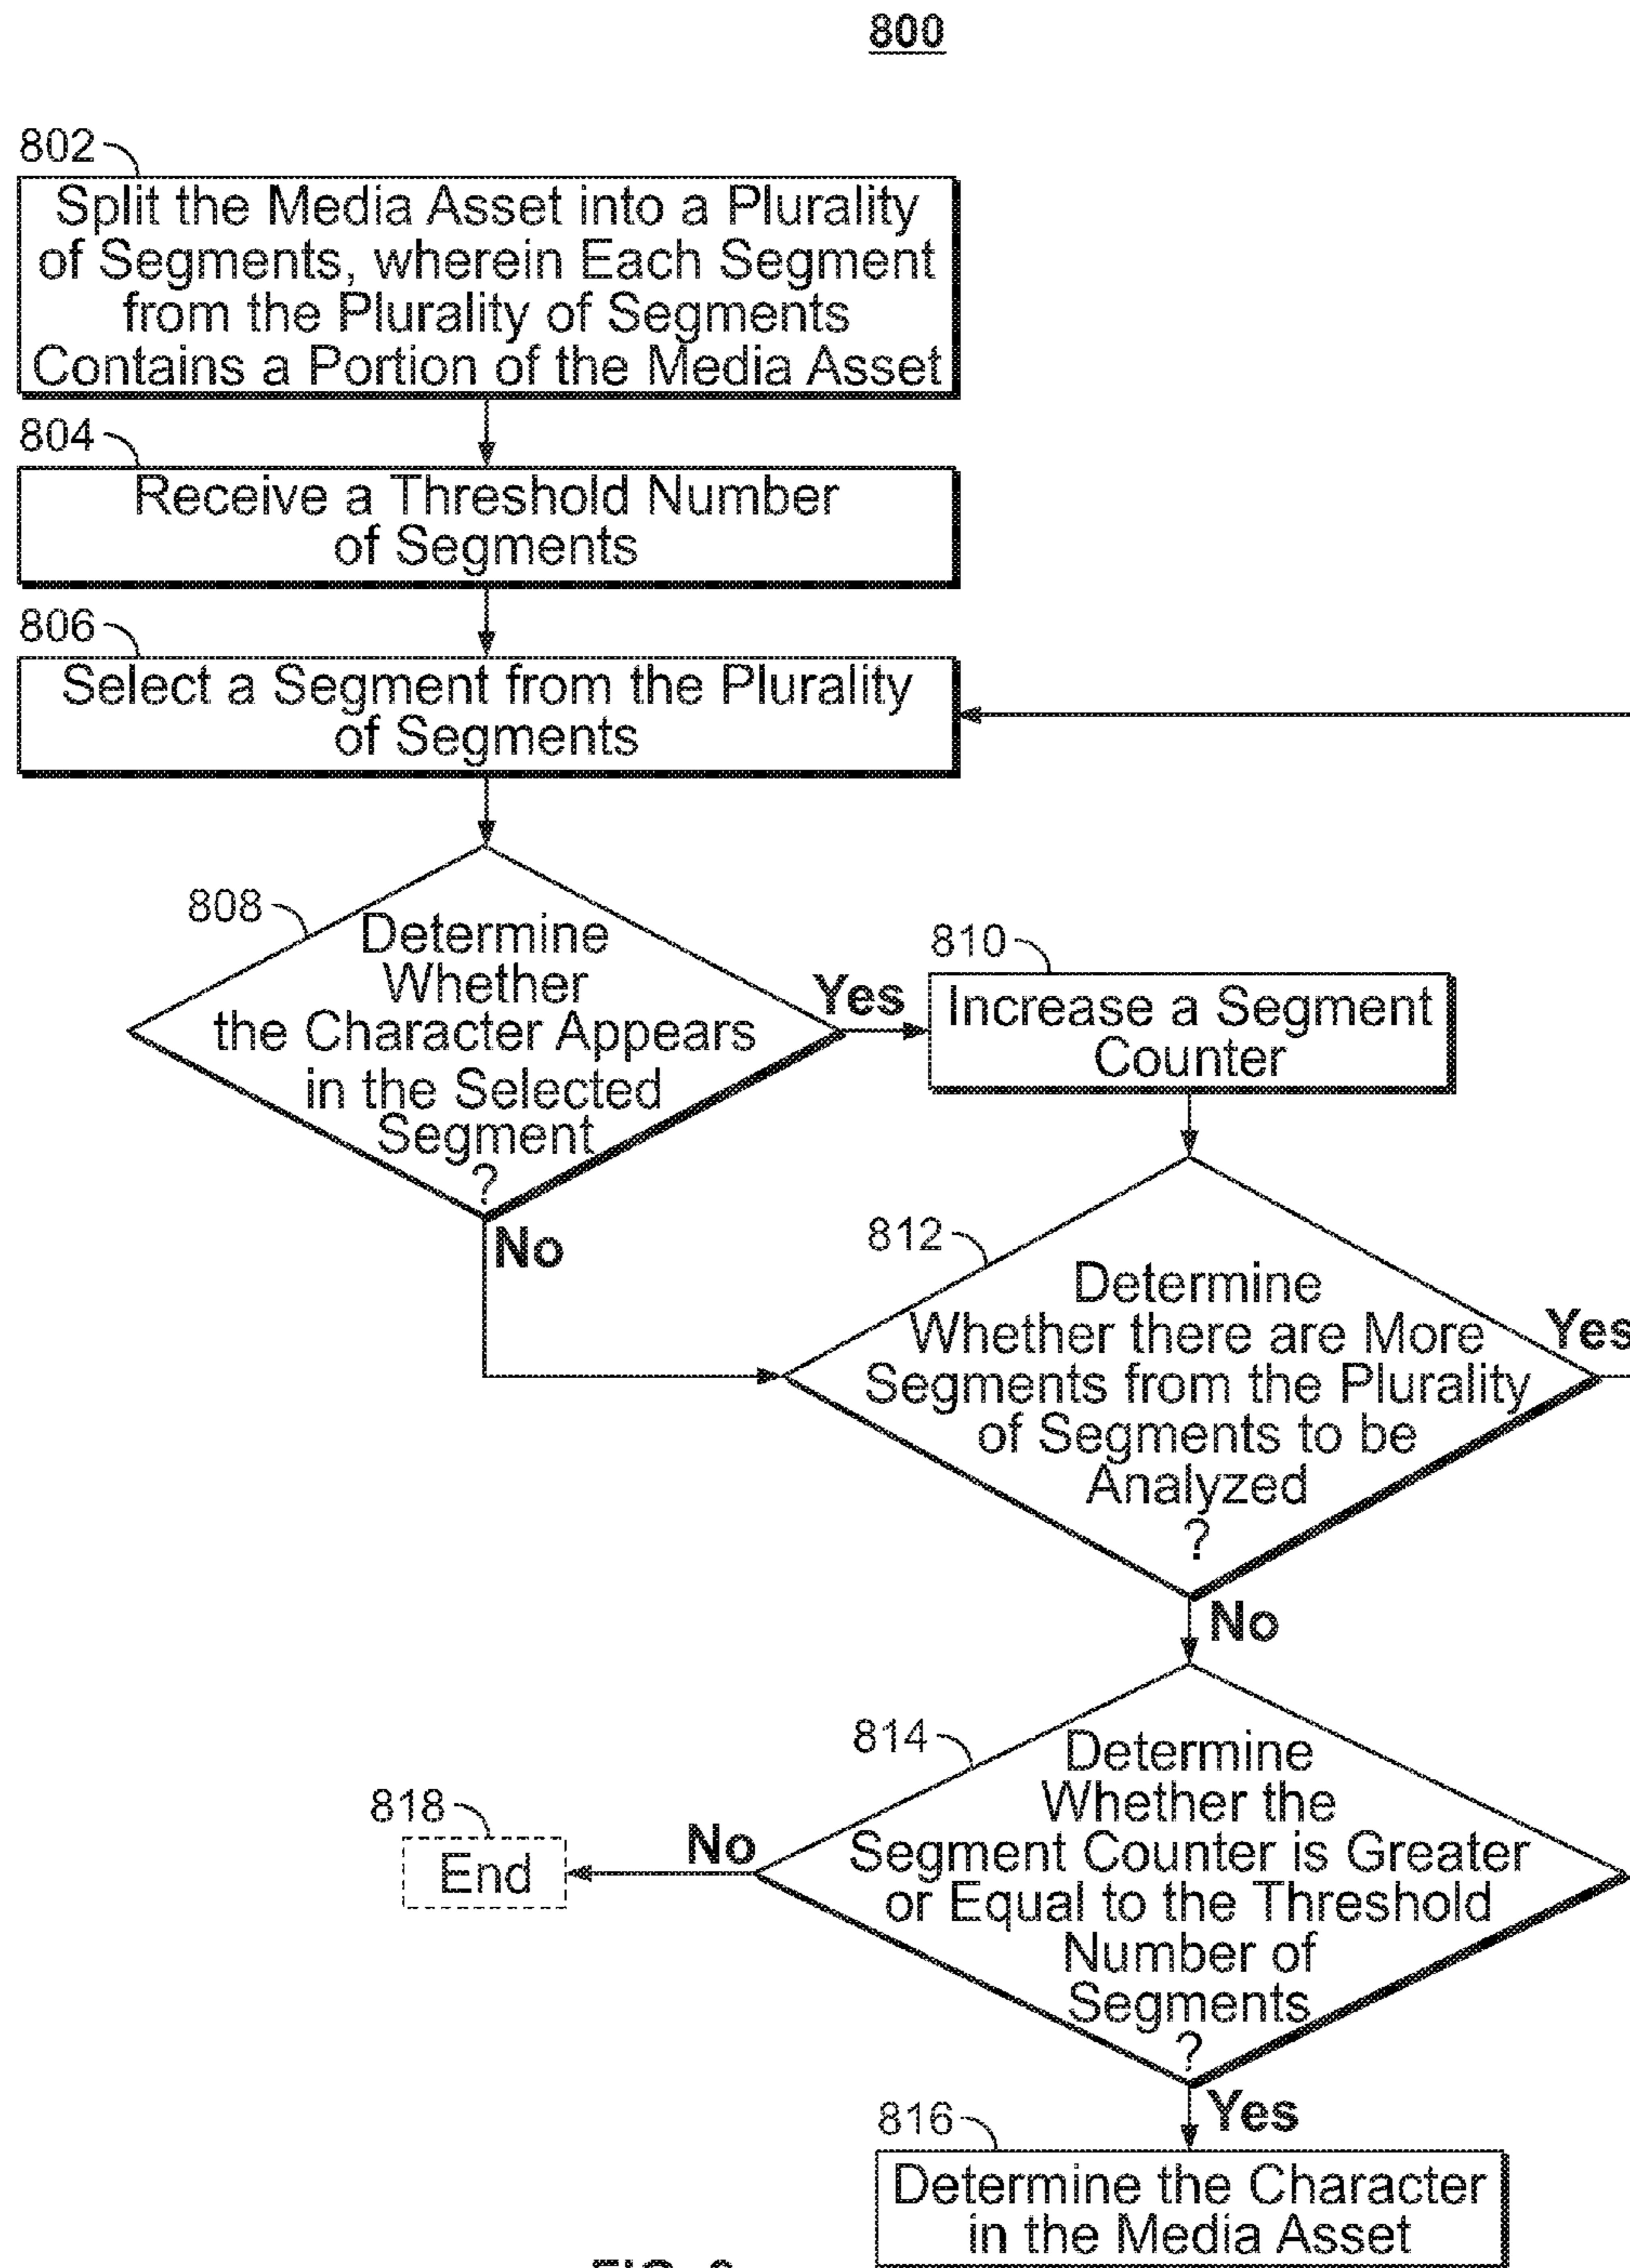 800
802
Split the Media Asset into a Plurality
of Segments, wherein Each Segment
from the Plurality of Segments
Contains a Portion of the Media Asset
804
Receive a Threshold Number
of Segments
806
Select a Segment from the Plurality
of Segments
808
Determine
Whether
the Character Appears
in the Selected
Segment
?
Yes
No
810
Increase a Segment
Counter
812
Determine
Whether there are More
Segments from the Plurality
of Segments to be
Analyzed
?
Yes
No
814
Determine
Whether the
Segment Counter is Greater
or Equal to the Threshold
Number of
Segments
?
No
818
End
Yes
816
Determine the Character
in the Media Asset